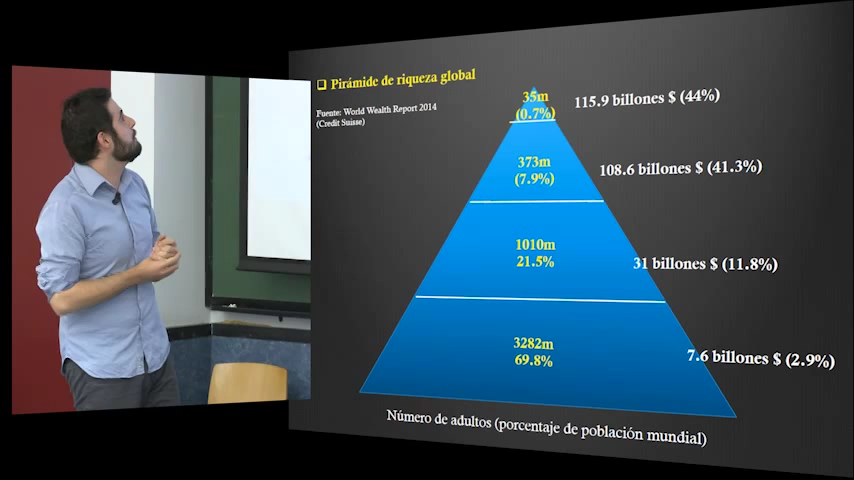 ❑ Pirámide de riqueza global
Fuente: World Wealth Report 2014
(Credit Suisse)
35m
(0.7%)
115.9 billones $ (44%)
373m
(7.9%)
108.6 billones $ (41.3%)
1010m
21.5%
31 billones $ (11.8%)
3282m
69.8%
7.6 billones $ (2.9%)
Número de adultos (porcentaje de población mundial)